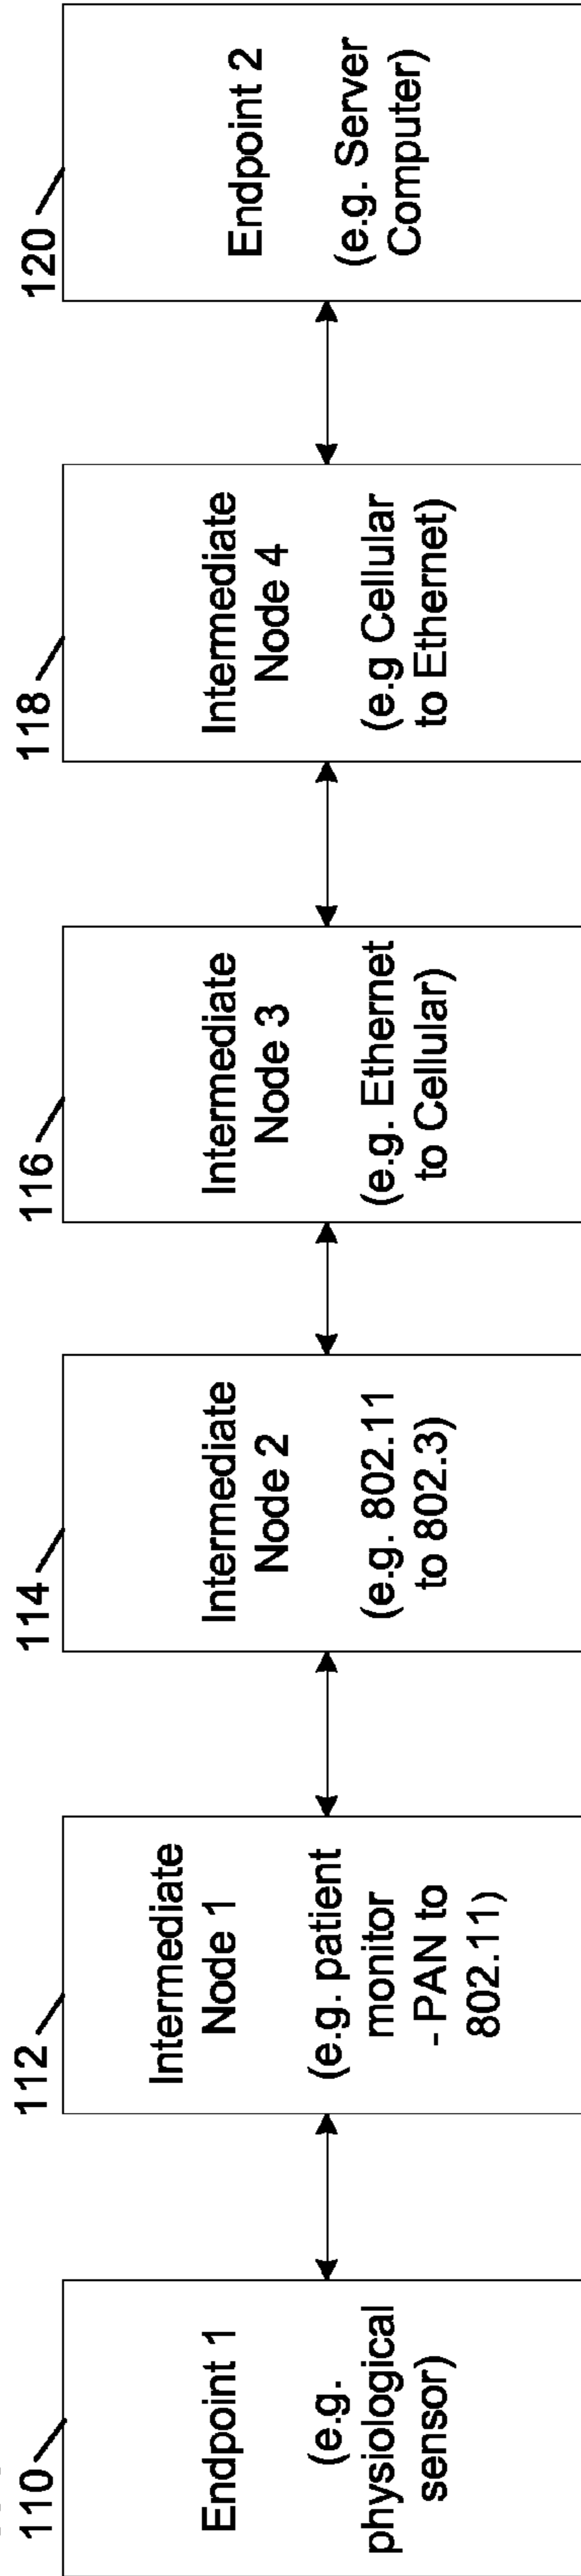 110
Endpoint 1
(e.g.
physiological
sensor)
112
Intermediate
Node 1
(e.g. patient
monitor
- PAN to
802.11)
114
Intermediate
Node 2
(e.g. 802.11
to 802.3)
116
Intermediate
Node 3
(e.g. Ethernet
to Cellular)
118
Intermediate
Node 4
(e.g Cellular
to Ethernet)
120
Endpoint 2
(e.g. Server
Computer)